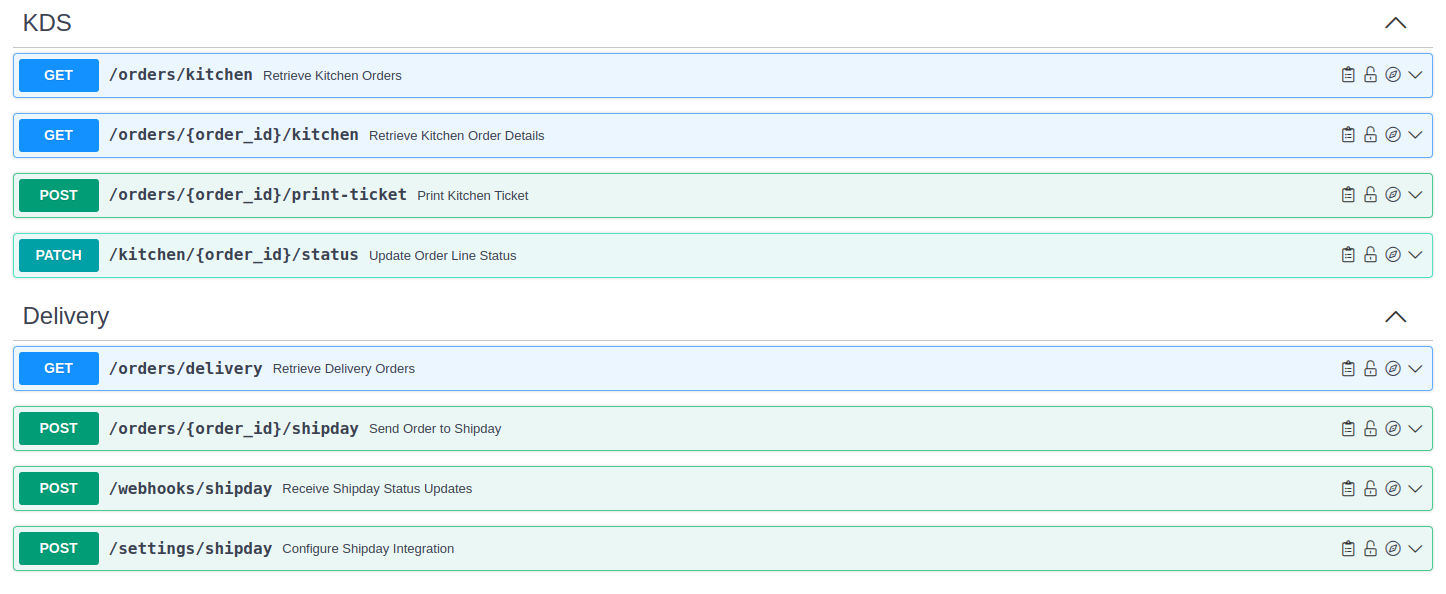 KDS
GET /orders/kitchen Retrieve Kitchen Orders
GET /orders/{order_id}/kitchen Retrieve Kitchen Order Details
POST /orders/{order_id}/print-ticket Print Kitchen Ticket
PATCH /kitchen/{order_id}/status Update Order Line Status
Delivery
GET /orders/delivery Retrieve Delivery Orders
POST /orders/{order_id}/shipday Send Order to Shipday
POST /webhooks/shipday Receive Shipday Status Updates
POST /settings/shipday Configure Shipday Integration